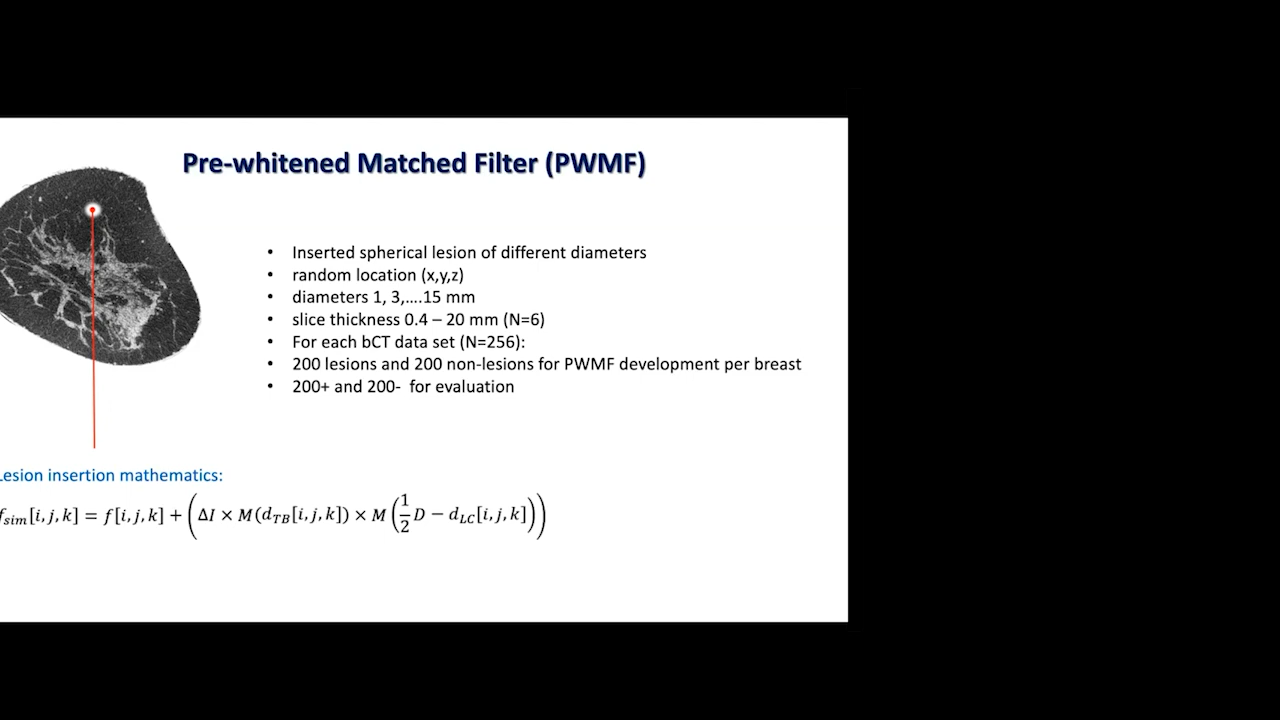 Pre-whitened Matched Filter (PWMF)
• Inserted spherical lesion of different diameters
• random location (x,y,z)
• diameters 1, 3,....15 mm
• slice thickness 0.4 – 20 mm (N=6)
• For each bCT data set (N=256):
• 200 lesions and 200 non-lesions for PWMF development per breast
• 200+ and 200-  for evaluation
Lesion insertion mathematics:
f_sim[i,j,k] = f[i,j,k] + (ΔI × M(d_TB[i,j,k]) × M(1/2 D − d_LC[i,j,k]))